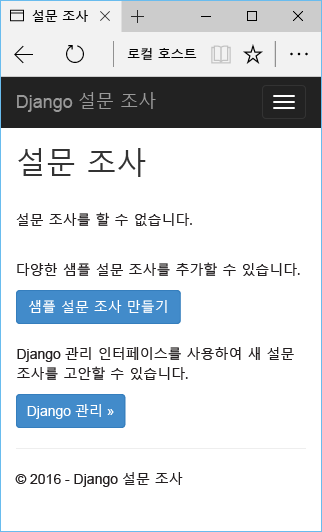 설문 조사
로컬 호스트
Django 설문 조사
설문 조사
설문 조사를 할 수 없습니다.
다양한 샘플 설문 조사를 추가할 수 있습니다.
샘플 설문 조사 만들기
Django 관리 인터페이스를 사용하여 새 설문
조사를 고안할 수 있습니다.
Django 관리 »
© 2016 - Django 설문 조사